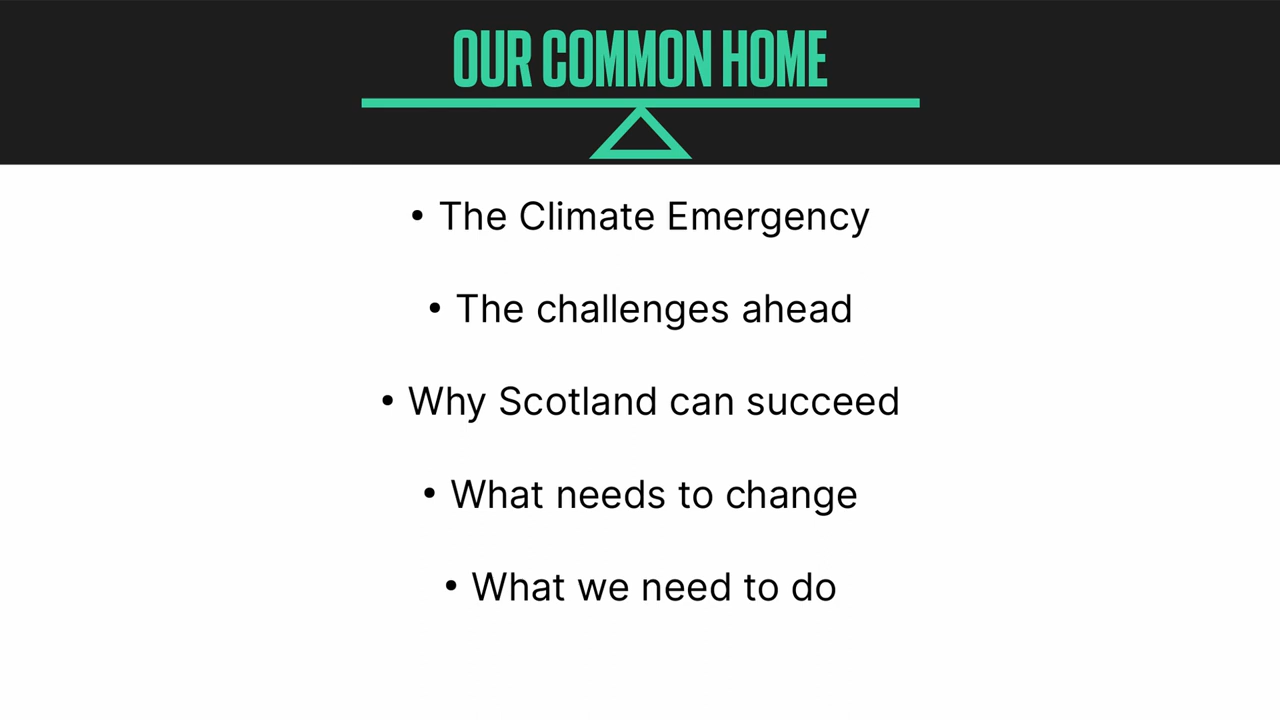 OUR COMMON HOME
• The Climate Emergency
• The challenges ahead
• Why Scotland can succeed
• What needs to change
• What we need to do